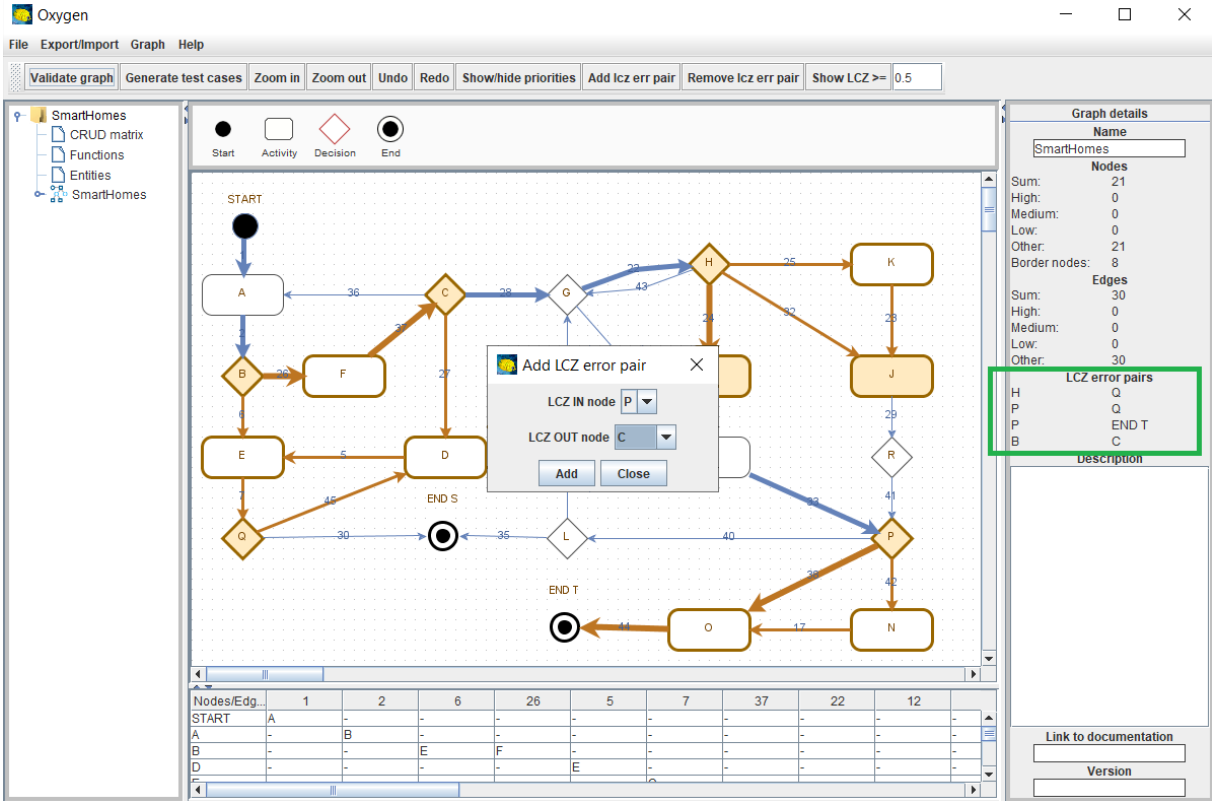 Oxygen
File Export/Import Graph Help
Validate graph Generate test cases Zoom in Zoom out Undo Redo Show/hide priorities Add lcz err pair Remove lcz err pair Show LCZ >= 0.5
SmartHomes
CRUD matrix
Functions
Entities
SmartHomes
Start Activity Decision End
START
1
A
36
C
28
G
22
43
H
25
K
2
37
24
32
23
B
26
F
27
J
6
29
E
5
D
R
7
45
END S
33
41
Q
30
35
L
40
P
END T
39
42
44
O
17
N
Add LCZ error pair
LCZ IN node P
LCZ OUT node C
Add Close
Nodes/Edg... 1 2 6 26 5 7 37 22 12
START A - - - - - - - - -
A - B - - - - - - - -
B - - E F - - - - - -
D - - - - E - - - - -
Graph details
Name
SmartHomes
Nodes
Sum: 21
High: 0
Medium: 0
Low: 0
Other: 21
Border nodes: 8
Edges
Sum: 30
High: 0
Medium: 0
Low: 0
Other: 30
LCZ error pairs
H Q
P Q
P END T
B C
Description
Link to documentation
Version